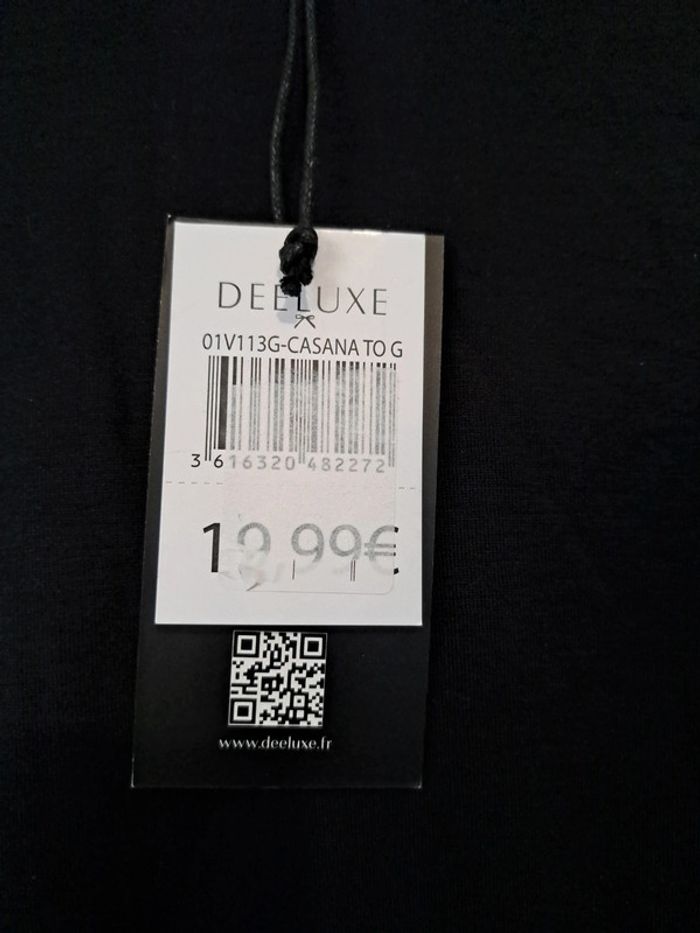 DEELUXE
01V113G-CASANA TO G
3 616320 482272
19,99€
www.deeluxe.fr